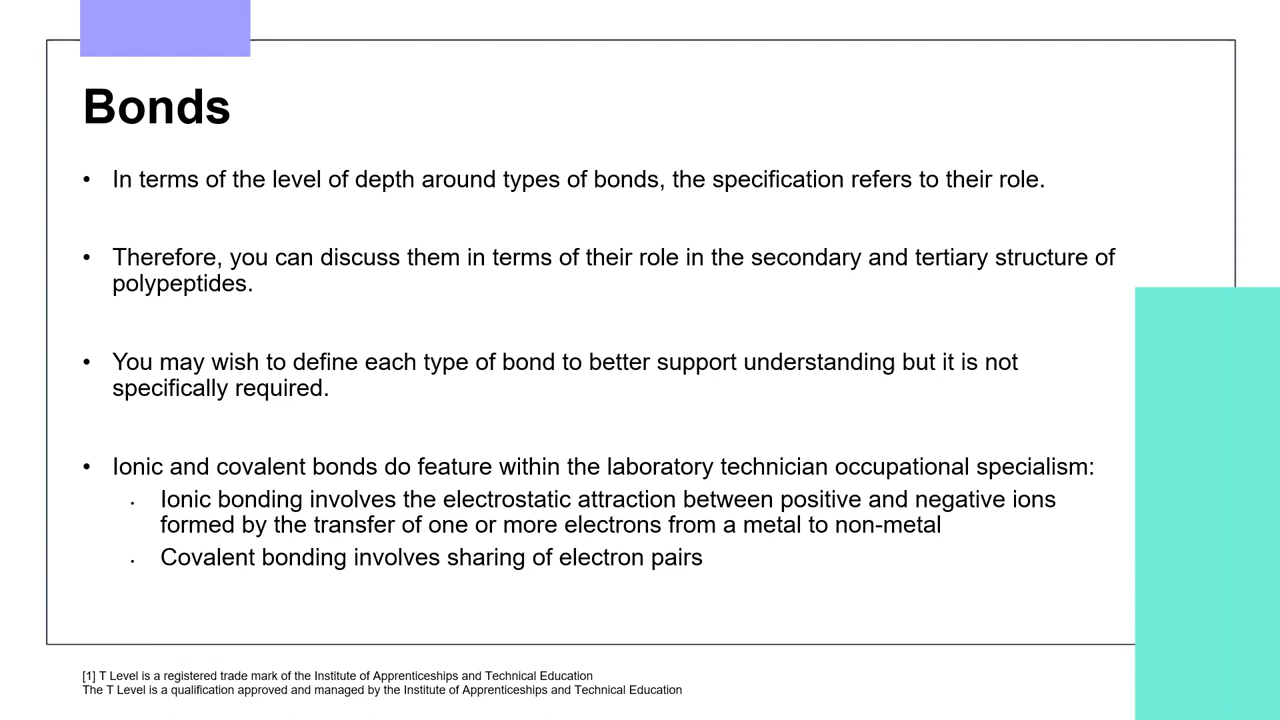 Bonds
• In terms of the level of depth around types of bonds, the specification refers to their role.
• Therefore, you can discuss them in terms of their role in the secondary and tertiary structure of
polypeptides.
• You may wish to define each type of bond to better support understanding but it is not
specifically required.
• Ionic and covalent bonds do feature within the laboratory technician occupational specialism:
• Ionic bonding involves the electrostatic attraction between positive and negative ions
formed by the transfer of one or more electrons from a metal to non-metal
• Covalent bonding involves sharing of electron pairs
[1] T Level is a registered trade mark of the Institute of Apprenticeships and Technical Education
The T Level is a qualification approved and managed by the Institute of Apprenticeships and Technical Education